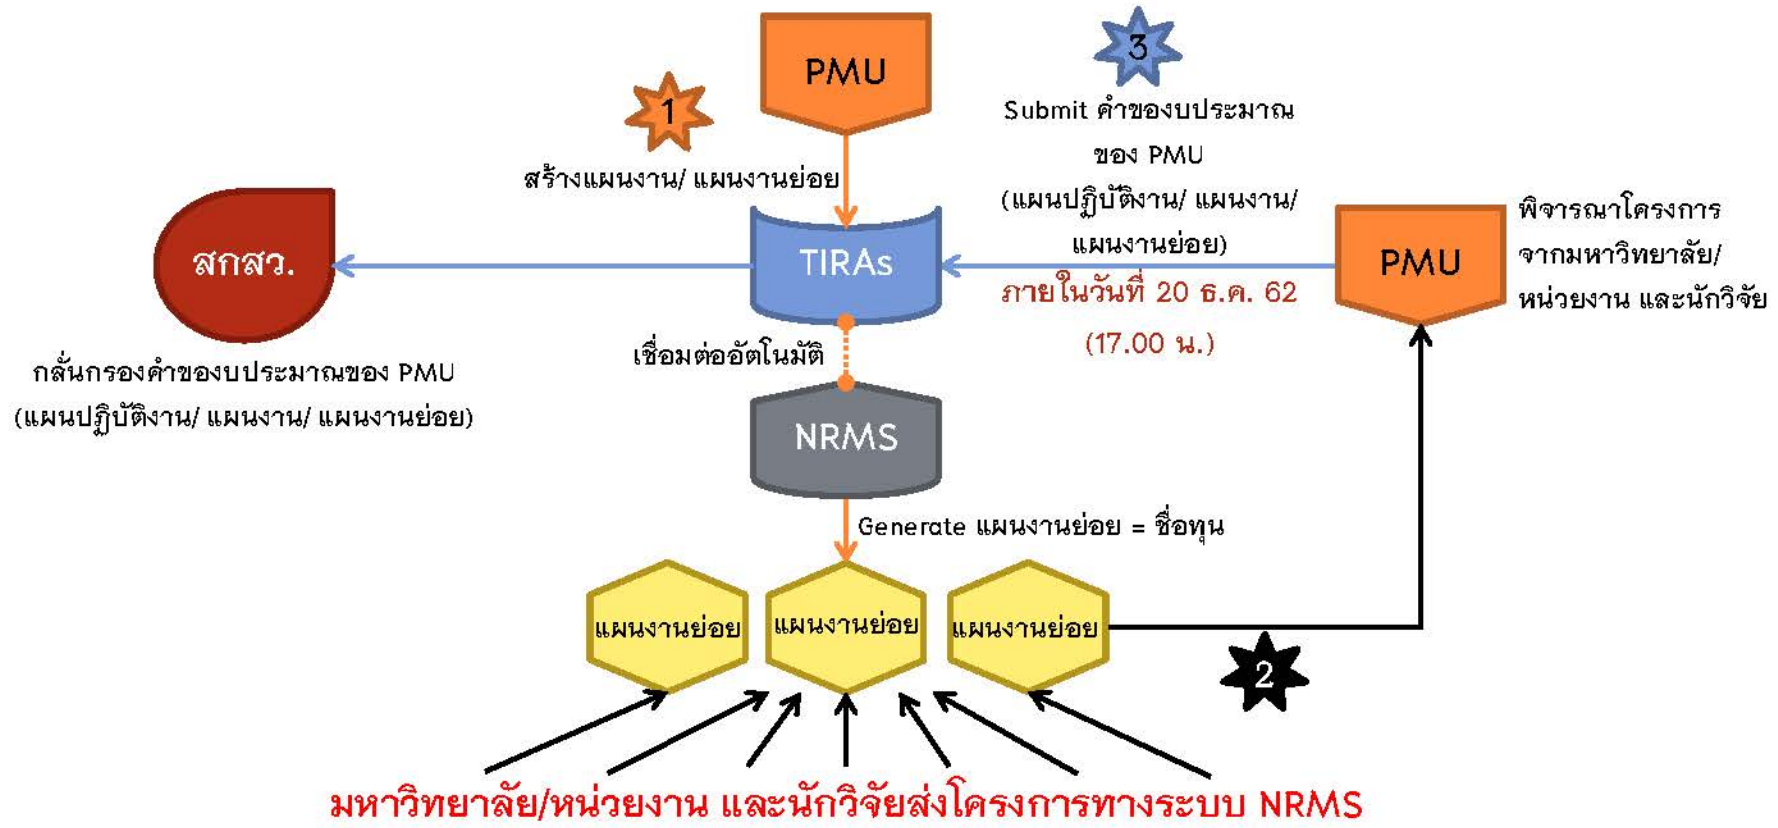 PMU
1
สร้างแผนงาน/ แผนงานย่อย
3
Submit คำของบประมาณ
ของ PMU
(แผนปฏิบัติงาน/ แผนงาน/
แผนงานย่อย)
ภายในวันที่ 20 ธ.ค. 62
(17.00 น.)
PMU
พิจารณาโครงการ
จากมหาวิทยาลัย/
หน่วยงาน และนักวิจัย
TIRAs
สกสว.
กลั่นกรองคำของบประมาณของ PMU
(แผนปฏิบัติงาน/ แผนงาน/ แผนงานย่อย)
เชื่อมต่ออัตโนมัติ
NRMS
Generate แผนงานย่อย = ชื่อทุน
แผนงานย่อย
แผนงานย่อย
แผนงานย่อย
2
มหาวิทยาลัย/หน่วยงาน และนักวิจัยส่งโครงการทางระบบ NRMS